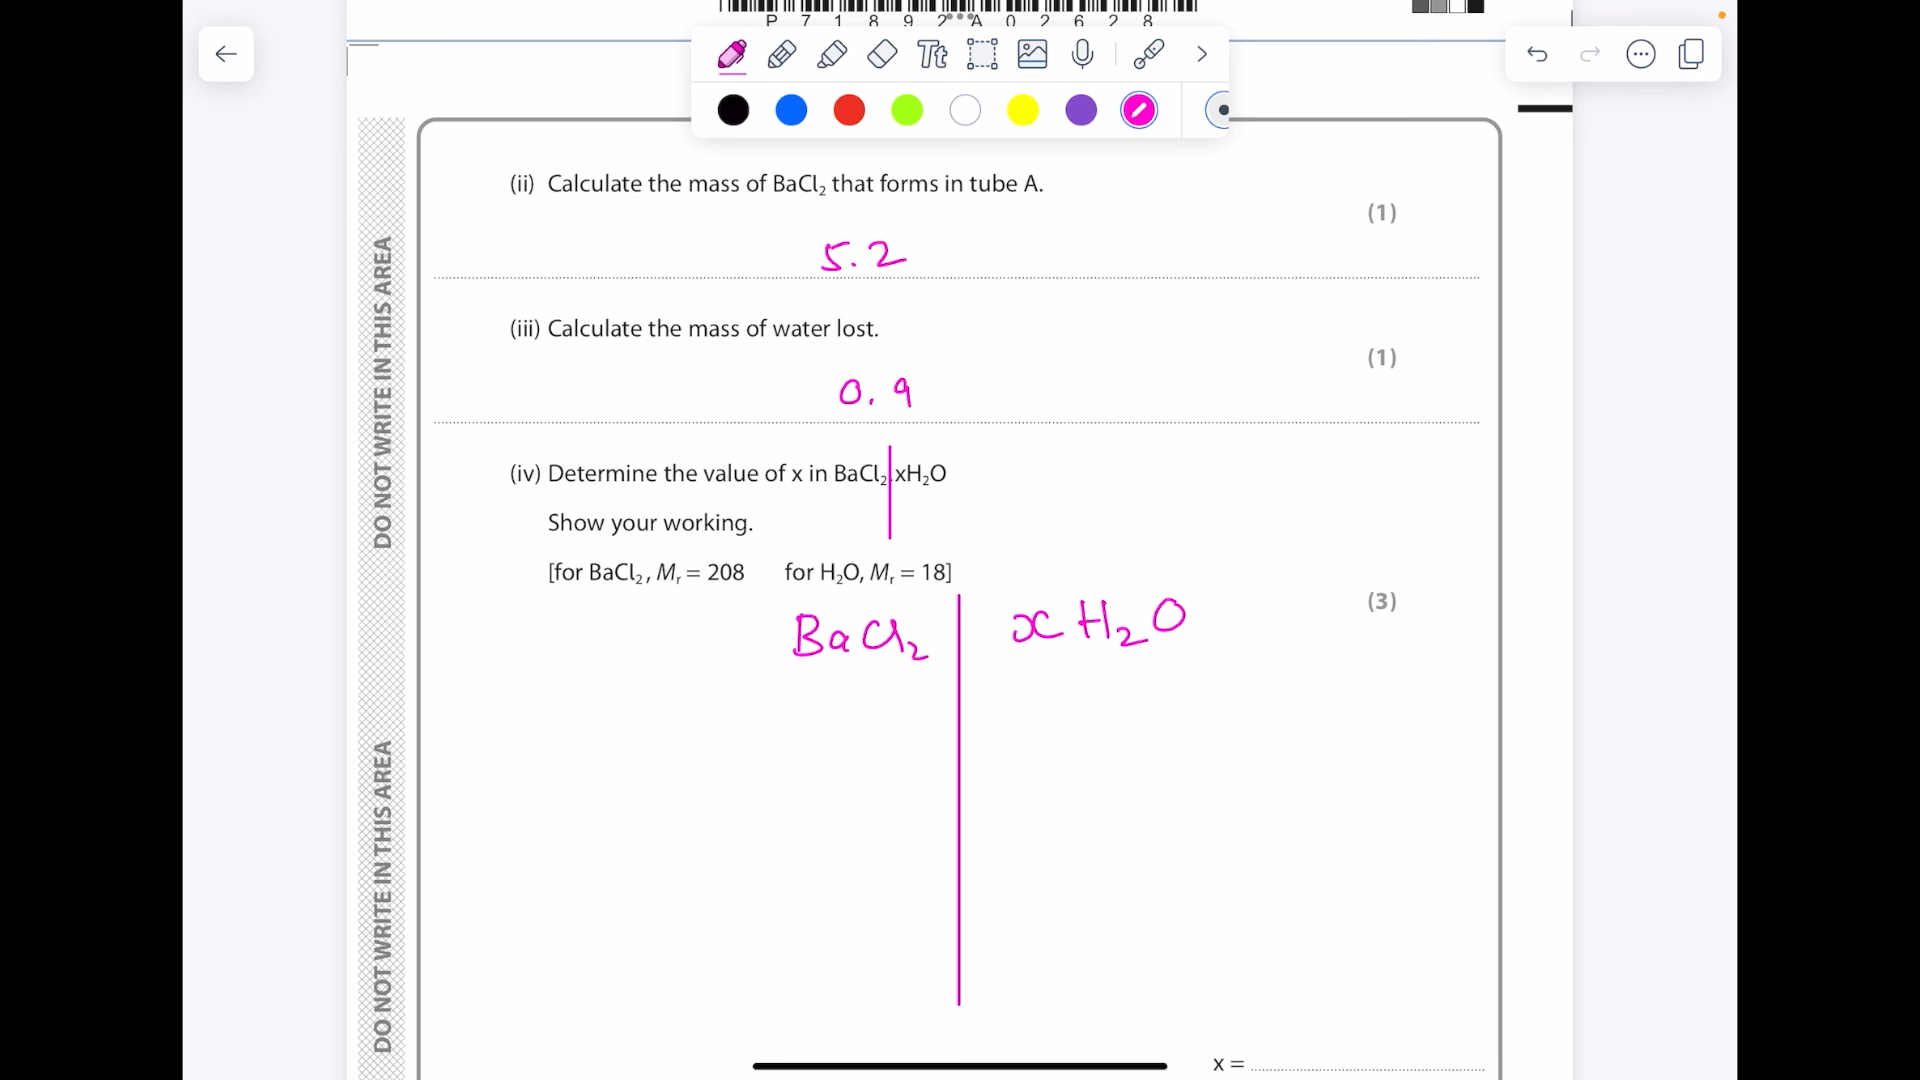 P 7 1 8 9 2 A 0 2 6 2 8
Tt
(ii) Calculate the mass of BaCl₂ that forms in tube A.
(1)
5.2
(iii) Calculate the mass of water lost.
(1)
0.9
(iv) Determine the value of x in BaCl₂.xH₂O
Show your working.
[for BaCl₂, Mᵣ = 208 for H₂O, Mᵣ = 18]
(3)
BaCl₂ xH₂O
x =
DO NOT WRITE IN THIS AREA
DO NOT WRITE IN THIS AREA